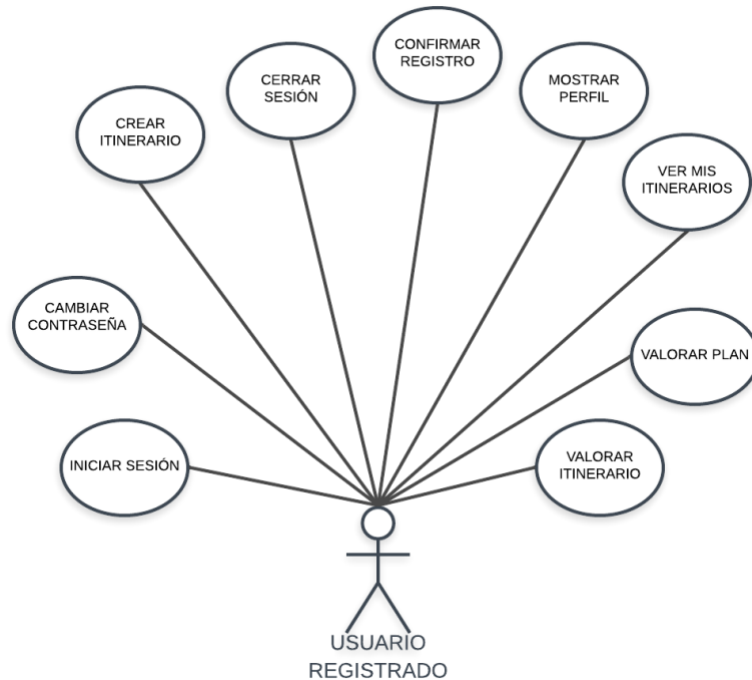 CONFIRMAR
REGISTRO
CERRAR
SESIÓN
MOSTRAR
PERFIL
CREAR
ITINERARIO
VER MIS
ITINERARIOS
CAMBIAR
CONTRASEÑA
VALORAR PLAN
INICIAR SESIÓN
VALORAR
ITINERARIO
USUARIO
REGISTRADO